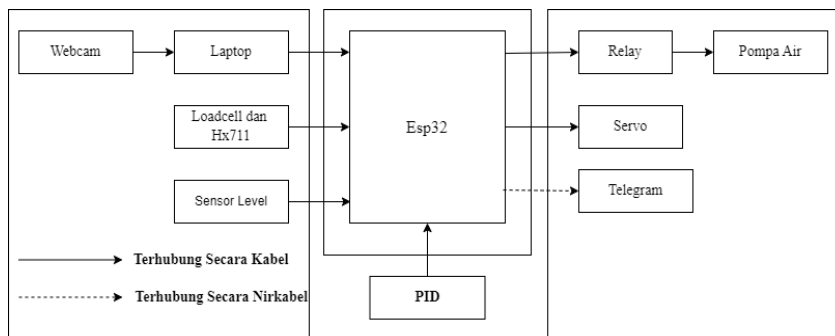 Webcam
Laptop
Relay
Pompa Air
Loadcell dan
Hx711
Esp32
Servo
Sensor Level
Telegram
Terhubung Secara Kabel
Terhubung Secara Nirkabel
PID